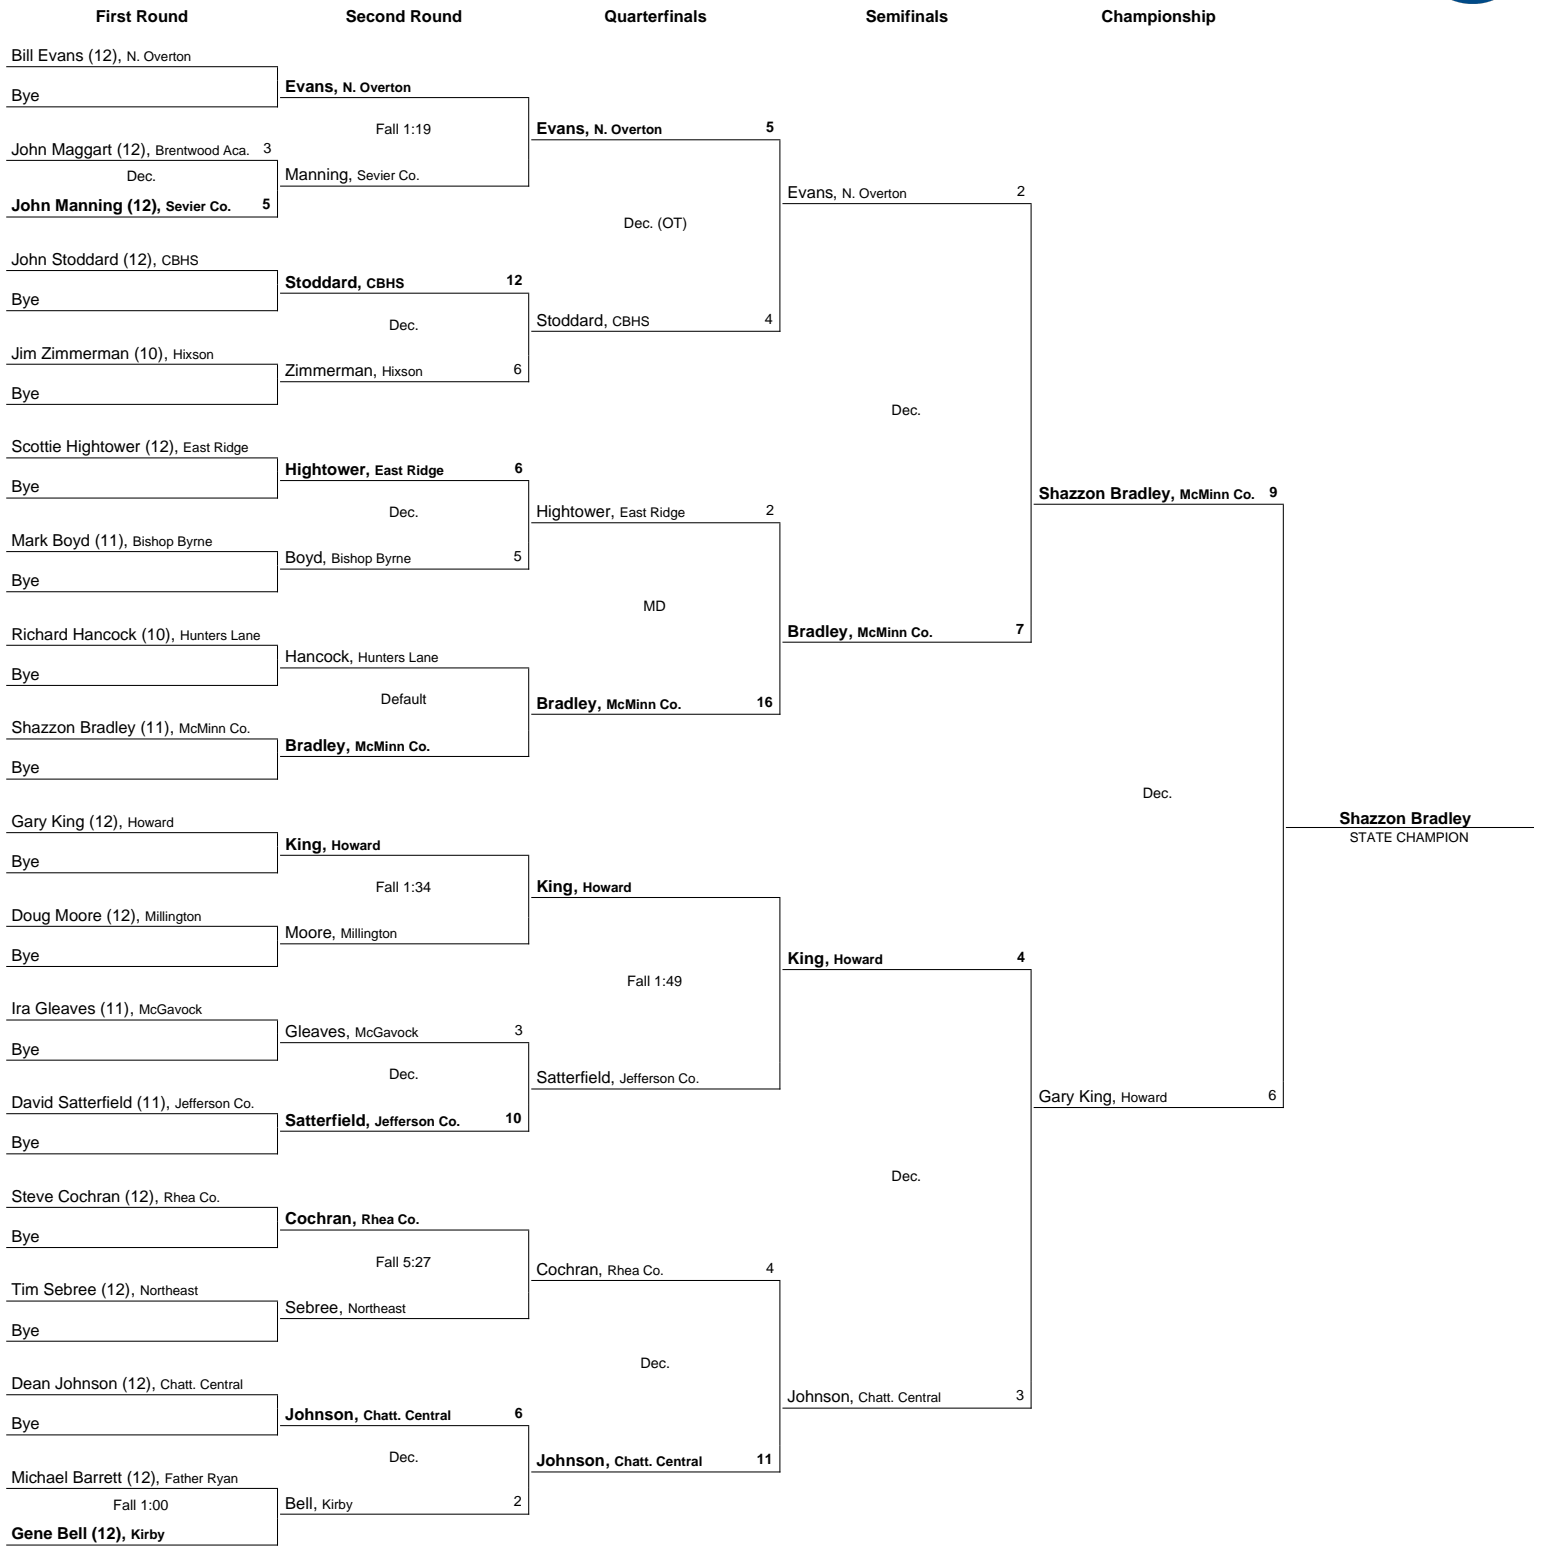 First Round
Second Round
Quarterfinals
Semifinals
Championship
Bill Evans (12), N. Overton
Bye
John Maggart (12), Brentwood Aca. 3
Dec.
John Manning (12), Sevier Co. 5
John Stoddard (12), CBHS
Bye
Jim Zimmerman (10), Hixson
Bye
Scottie Hightower (12), East Ridge
Bye
Mark Boyd (11), Bishop Byrne
Bye
Richard Hancock (10), Hunters Lane
Bye
Shazzon Bradley (11), McMinn Co.
Bye
Gary King (12), Howard
Bye
Doug Moore (12), Millington
Bye
Ira Gleaves (11), McGavock
Bye
David Satterfield (11), Jefferson Co.
Bye
Steve Cochran (12), Rhea Co.
Bye
Tim Sebree (12), Northeast
Bye
Dean Johnson (12), Chatt. Central
Bye
Michael Barrett (12), Father Ryan
Fall 1:00
Gene Bell (12), Kirby
Evans, N. Overton
Fall 1:19
Manning, Sevier Co.
Stoddard, CBHS 12
Dec.
Zimmerman, Hixson 6
Hightower, East Ridge 6
Dec.
Boyd, Bishop Byrne 5
Hancock, Hunters Lane
Default
Bradley, McMinn Co.
King, Howard
Fall 1:34
Moore, Millington
Gleaves, McGavock 3
Dec.
Satterfield, Jefferson Co. 10
Cochran, Rhea Co.
Fall 5:27
Sebree, Northeast
Johnson, Chatt. Central 6
Dec.
Bell, Kirby 2
Evans, N. Overton 5
Dec. (OT)
Stoddard, CBHS 4
Hightower, East Ridge 2
MD
Bradley, McMinn Co. 16
King, Howard
Fall 1:49
Satterfield, Jefferson Co.
Cochran, Rhea Co. 4
Dec.
Johnson, Chatt. Central 11
Evans, N. Overton 2
Dec.
Bradley, McMinn Co. 7
King, Howard 4
Dec.
Johnson, Chatt. Central 3
Shazzon Bradley, McMinn Co. 9
Dec.
Gary King, Howard 6
Shazzon Bradley
STATE CHAMPION